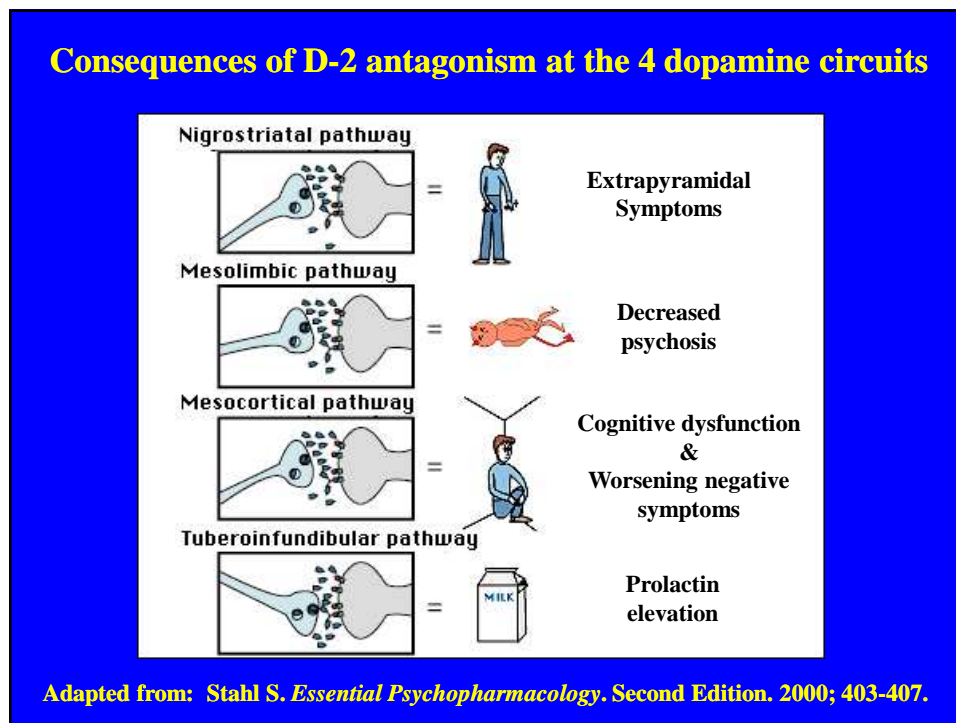 Consequences of D-2 antagonism at the 4 dopamine circuits
Nigrostriatal pathway
Extrapyramidal
Symptoms
Mesolimbic pathway
Decreased
psychosis
Mesocortical pathway
Cognitive dysfunction
&
Worsening negative
symptoms
Tuberoinfundibular pathway
MILK
Prolactin
elevation
Adapted from: Stahl S. Essential Psychopharmacology. Second Edition. 2000; 403-407.